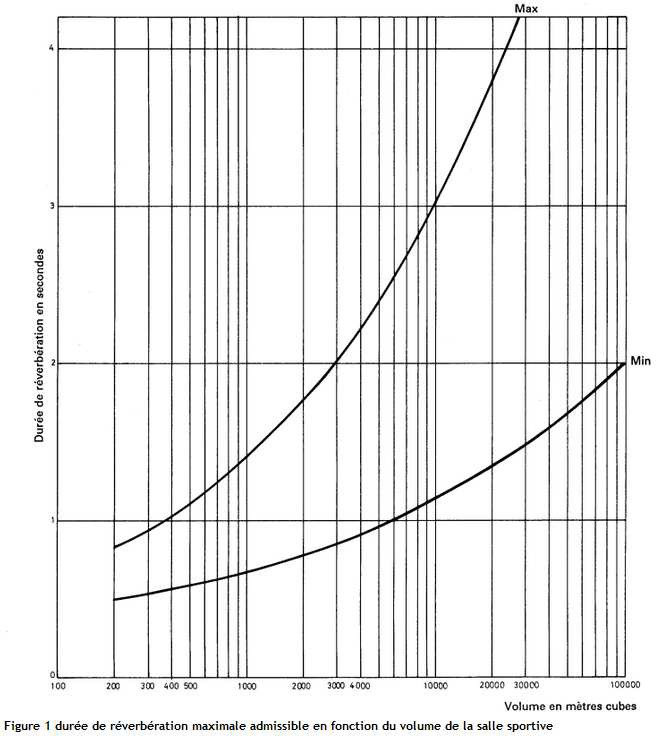 Max
4
3
2
1
0
Durée de réverbération en secondes
Min
100 200 300 400 500 1000 2000 3000 4000 10000 20000 30000 100000
Volume en mètres cubes
Figure 1 durée de réverbération maximale admissible en fonction du volume de la salle sportive